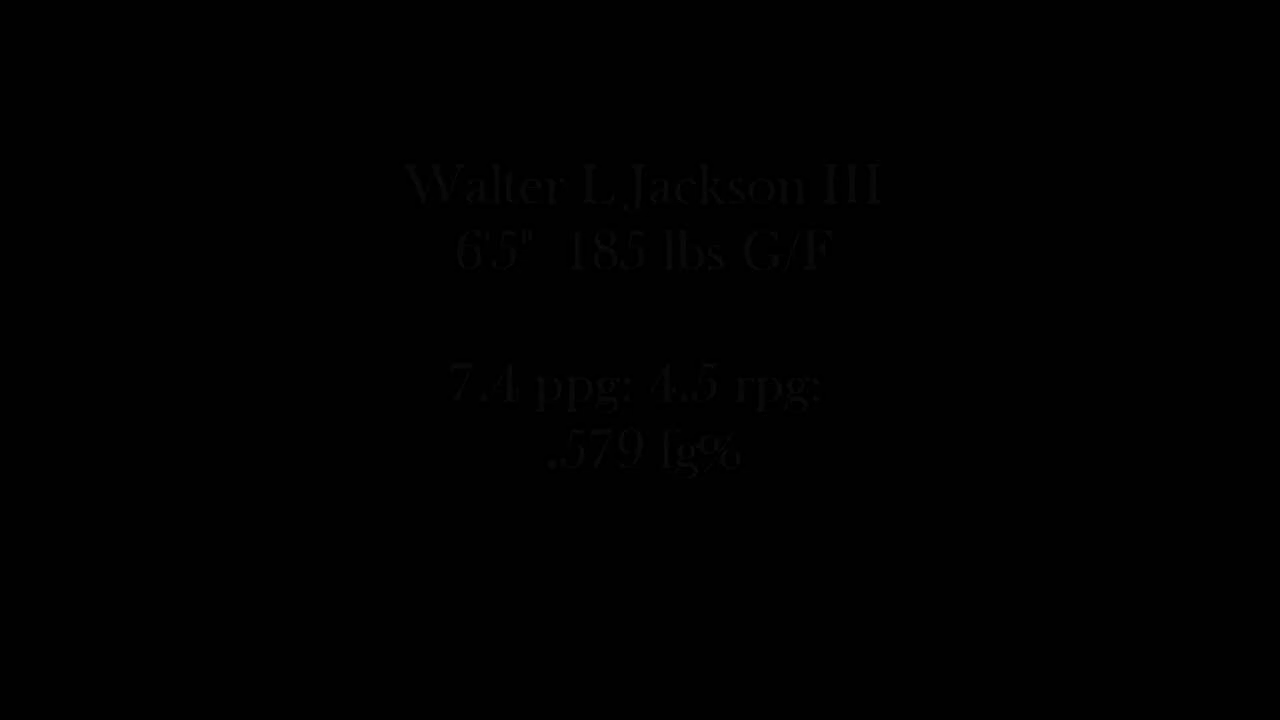 Walter L Jackson III
6'5" 185 lbs G/F
7.4 ppg; 4.5 rpg;
.579 fg%